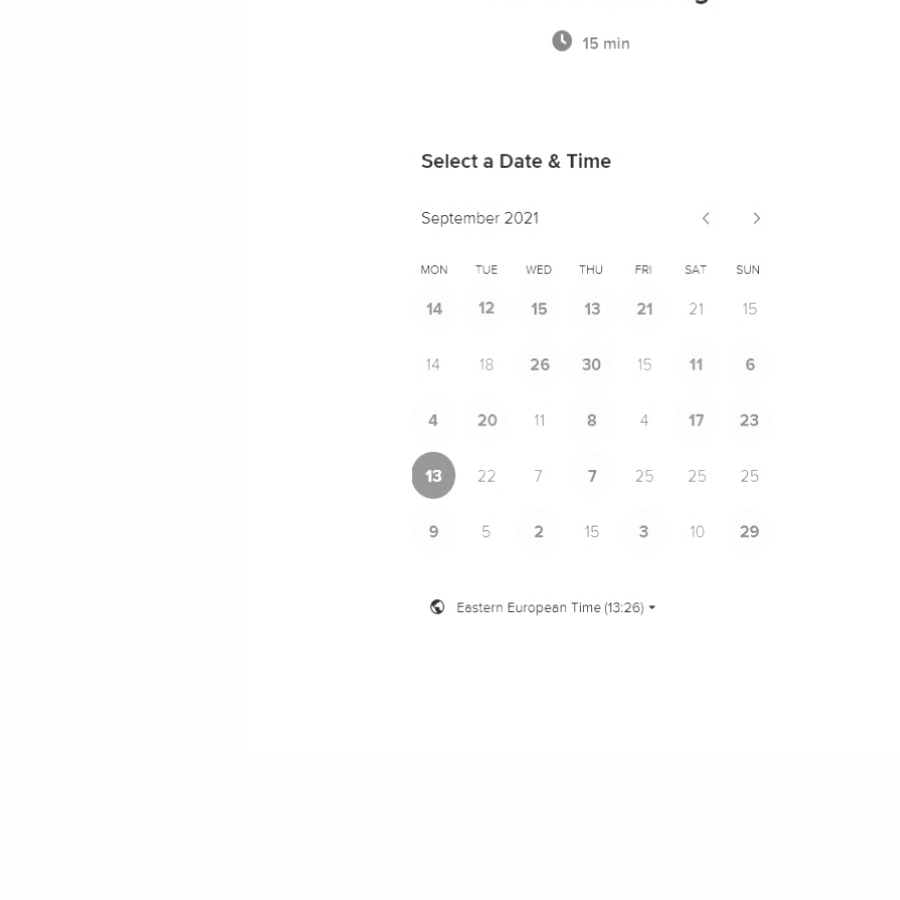 15 min
Select a Date & Time
September 2021
MON TUE WED THU FRI SAT SUN
14 12 15 13 21 21 15
14 18 26 30 15 11 6
4 20 11 8 4 17 23
13 22 7 7 25 25 25
9 5 2 15 3 10 29
Eastern European Time (13:26)